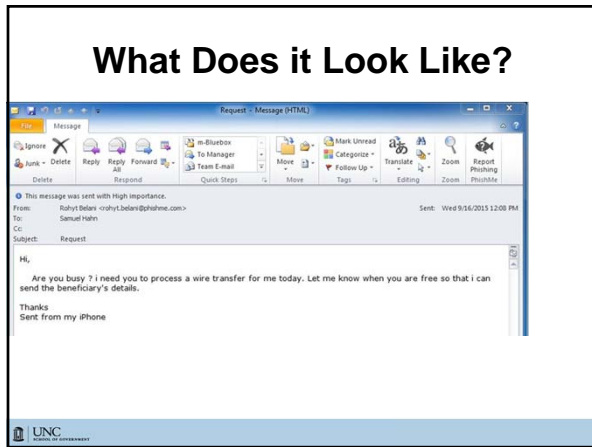 What Does it Look Like?
Request - Message (HTML)
File Message
Ignore
Junk Delete
Delete
Reply Reply All Forward
Respond
m-Bluebox
To Manager
Team E-mail
Quick Steps
Move
Move
Mark Unread
Categorize
Follow Up
Tags
Translate
Editing
Zoom
Zoom
Report Phishing
PhishMe
This message was sent with High importance.
From: Rohyt Belani <rohyt.belani@phishme.com> Sent: Wed 9/16/2015 12:08 PM
To: Samuel Hahn
Cc:
Subject: Request
Hi,
Are you busy ? i need you to process a wire transfer for me today. Let me know when you are free so that i can
send the beneficiary's details.
Thanks
Sent from my iPhone
UNC
SCHOOL OF GOVERNMENT